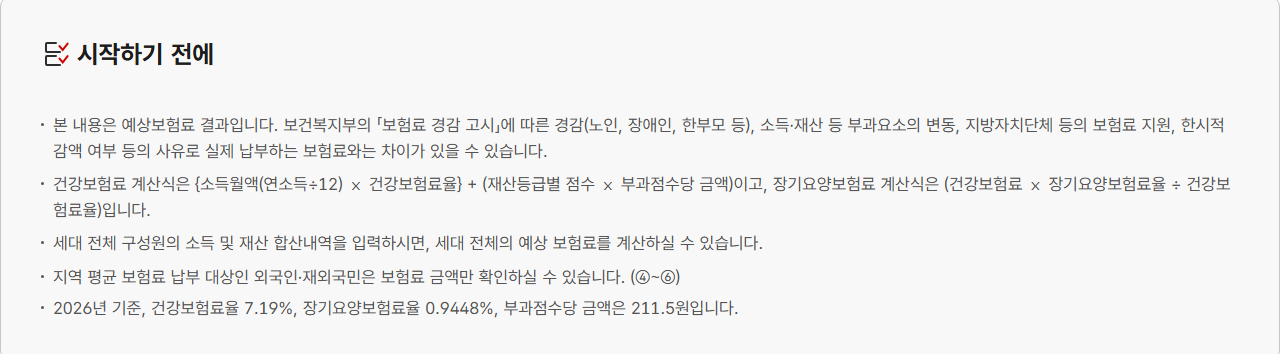 시작하기 전에
· 본 내용은 예상보험료 결과입니다. 보건복지부의 「보험료 경감 고시」에 따른 경감(노인, 장애인, 한부모 등), 소득·재산 등 부과요소의 변동, 지방자치단체 등의 보험료 지원, 한시적
감액 여부 등의 사유로 실제 납부하는 보험료와는 차이가 있을 수 있습니다.
· 건강보험료 계산식은 {소득월액(연소득÷12) x 건강보험료율} + (재산등급별 점수 x 부과점수당 금액)이고, 장기요양보험료 계산식은 (건강보험료 x 장기요양보험료율 ÷ 건강보
험료율)입니다.
· 세대 전체 구성원의 소득 및 재산 합산내역을 입력하시면, 세대 전체의 예상 보험료를 계산하실 수 있습니다.
· 지역 평균 보험료 납부 대상인 외국인·재외국민은 보험료 금액만 확인하실 수 있습니다. (④~⑥)
· 2026년 기준, 건강보험료율 7.19%, 장기요양보험료율 0.9448%, 부과점수당 금액은 211.5원입니다.